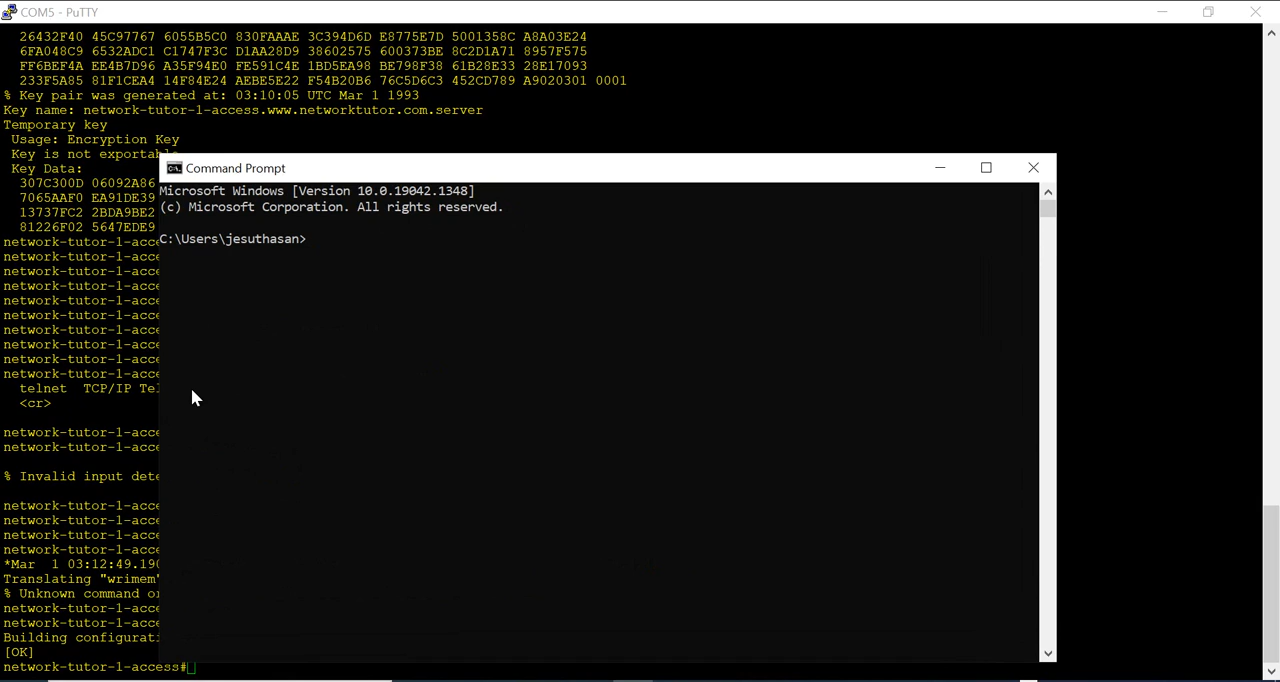 COM5 - PuTTY
26432F40 45C97767 6055B5C0 830FAAAE 3C394D6D E8775E7D 5001358C A8A03E24
6FA048C9 6532ADC1 C1747F3C D1AA28D9 38602575 600373BE 8C2D1A71 8957F575
FF6BEF4A EE4B7D96 A35F94E0 FE591C4E 1BD5EA98 BE798F38 61B28E33 28E17093
233F5A85 81F1CEA4 14F84E24 AEBE5E22 F54B20B6 76C5D6C3 452CD789 A9020301 0001
% Key pair was generated at: 03:10:05 UTC Mar 1 1993
Key name: network-tutor-1-access.www.networktutor.com.server
Temporary key
Usage: Encryption Key
Key is not exportab
Key Data:
307C300D 06092A86
7065AAF0 EA91DE39
13737FC2 2BDA9BE2
81226F02 5647EDE9
network-tutor-1-acce
network-tutor-1-acce
network-tutor-1-acce
network-tutor-1-acce
network-tutor-1-acce
network-tutor-1-acce
network-tutor-1-acce
network-tutor-1-acce
network-tutor-1-acce
network-tutor-1-acce
telnet TCP/IP Tel
<cr>
network-tutor-1-acce
network-tutor-1-acce
% Invalid input dete
network-tutor-1-acce
network-tutor-1-acce
network-tutor-1-acce
network-tutor-1-acce
*Mar 1 03:12:49.190
Translating "wrimem"
% Unknown command or
network-tutor-1-acce
network-tutor-1-acce
Building configurati
[OK]
network-tutor-1-access#
Command Prompt
Microsoft Windows [Version 10.0.19042.1348]
(c) Microsoft Corporation. All rights reserved.
C:\Users\jesuthasan>